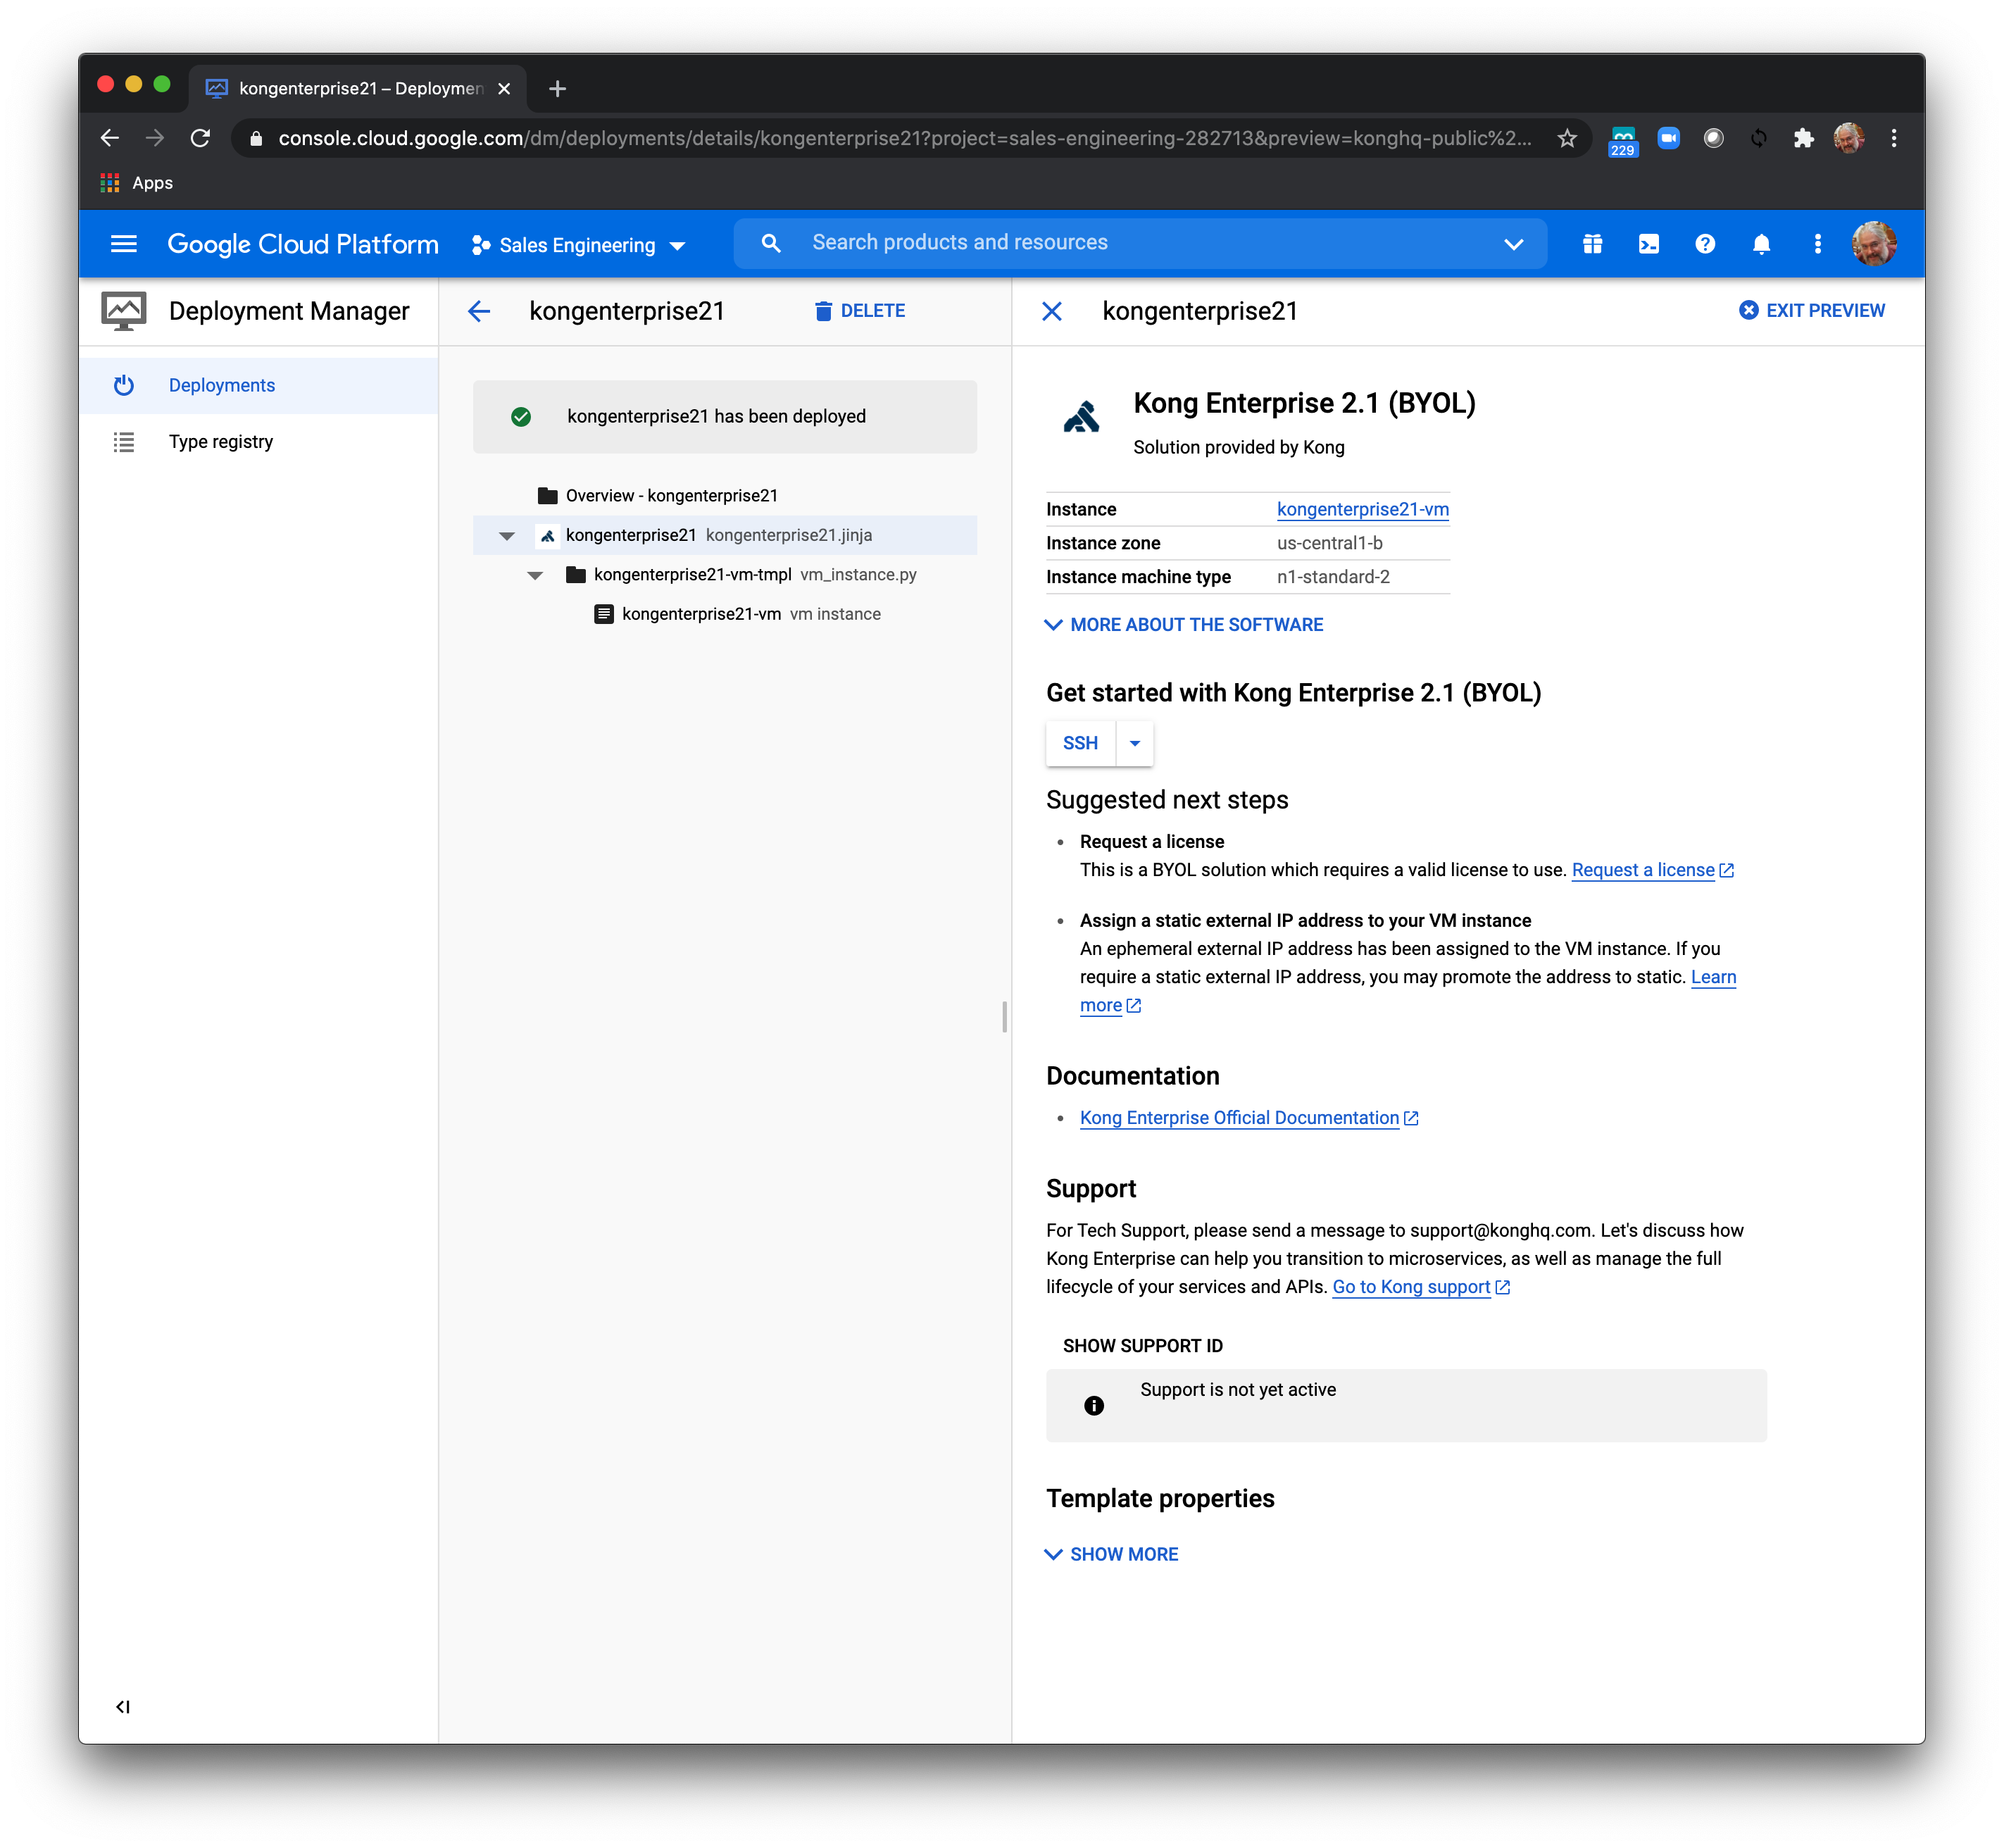 kongenterprise21 – Deploymen
console.cloud.google.com/dm/deployments/details/kongenterprise21?project=sales-engineering-282713&preview=konghq-public%2...
229
Apps
Google Cloud Platform
Sales Engineering
Search products and resources
Deployment Manager
kongenterprise21
DELETE
kongenterprise21
EXIT PREVIEW
Deployments
Type registry
kongenterprise21 has been deployed
Overview - kongenterprise21
kongenterprise21 kongenterprise21.jinja
kongenterprise21-vm-tmpl vm_instance.py
kongenterprise21-vm vm instance
Kong Enterprise 2.1 (BYOL)
Solution provided by Kong
Instance kongenterprise21-vm
Instance zone us-central1-b
Instance machine type n1-standard-2
MORE ABOUT THE SOFTWARE
Get started with Kong Enterprise 2.1 (BYOL)
SSH
Suggested next steps
• Request a license
This is a BYOL solution which requires a valid license to use. Request a license
• Assign a static external IP address to your VM instance
An ephemeral external IP address has been assigned to the VM instance. If you
require a static external IP address, you may promote the address to static. Learn
more
Documentation
• Kong Enterprise Official Documentation
Support
For Tech Support, please send a message to support@konghq.com. Let's discuss how
Kong Enterprise can help you transition to microservices, as well as manage the full
lifecycle of your services and APIs. Go to Kong support
SHOW SUPPORT ID
Support is not yet active
Template properties
SHOW MORE